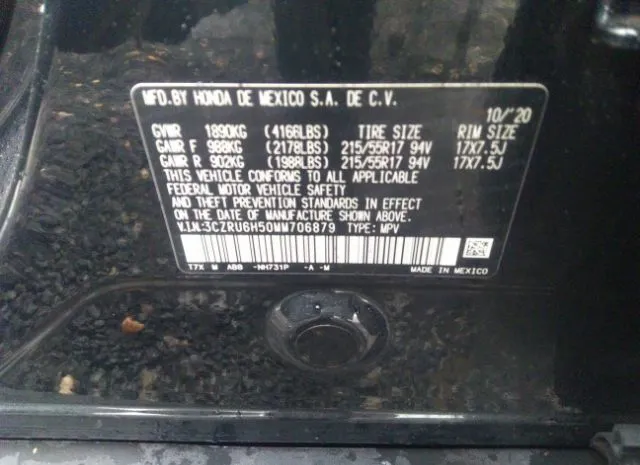 MFD.BY HONDA DE MEXICO S.A. DE C.V.
10/'20
GVWR 1890KG (4166LBS) TIRE SIZE RIM SIZE
GAWR F 988KG (2178LBS) 215/55R17 94V 17X7.5J
GAWR R 902KG (1988LBS) 215/55R17 94V 17X7.5J
THIS VEHICLE CONFORMS TO ALL APPLICABLE
FEDERAL MOTOR VEHICLE SAFETY
AND THEFT PREVENTION STANDARDS IN EFFECT
ON THE DATE OF MANUFACTURE SHOWN ABOVE.
V.I.N:3CZRU6H50MM706879 TYPE: MPV
T7X M ABB -NH731P -A -M
MADE IN MEXICO